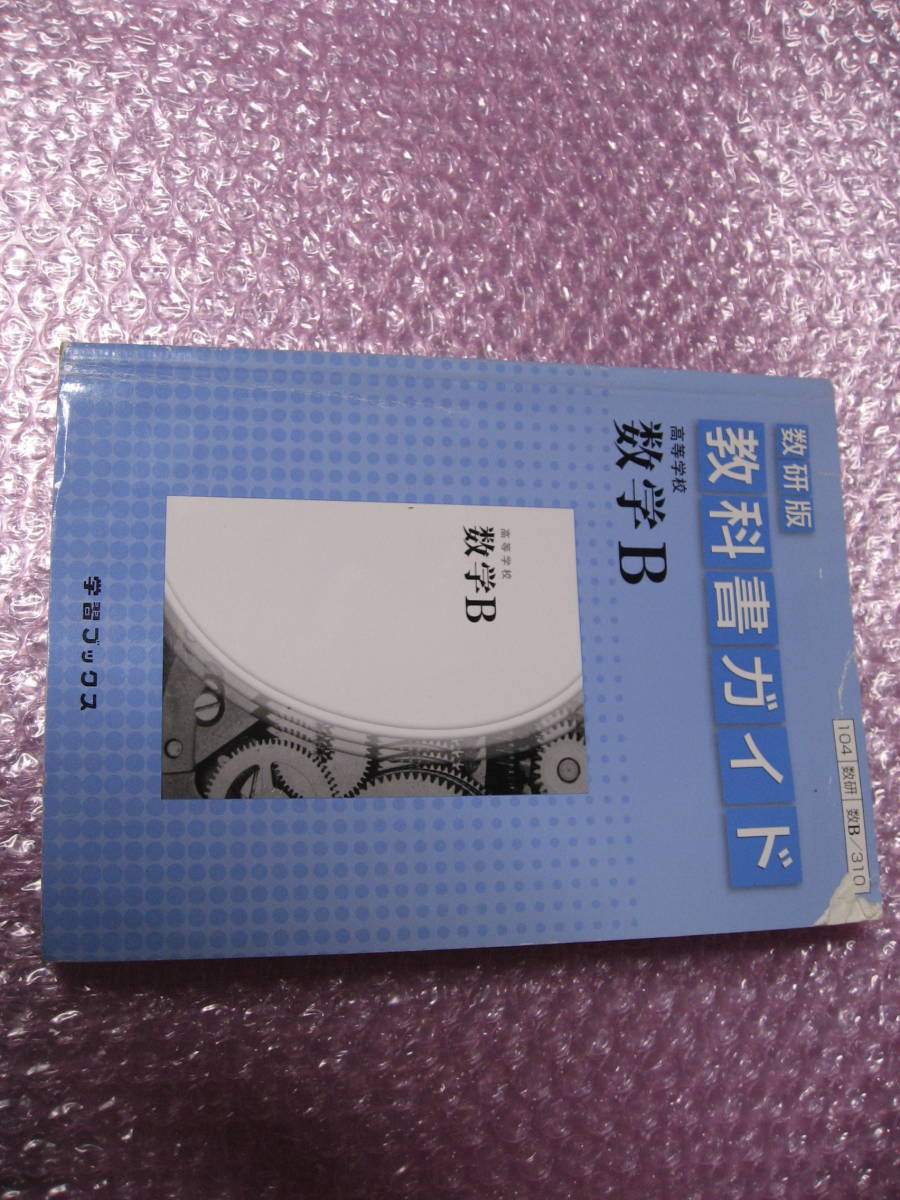 104 数研 数B/310
数研版
教科書ガイド
高等学校
数学B
高等学校
数学B
学習ブックス